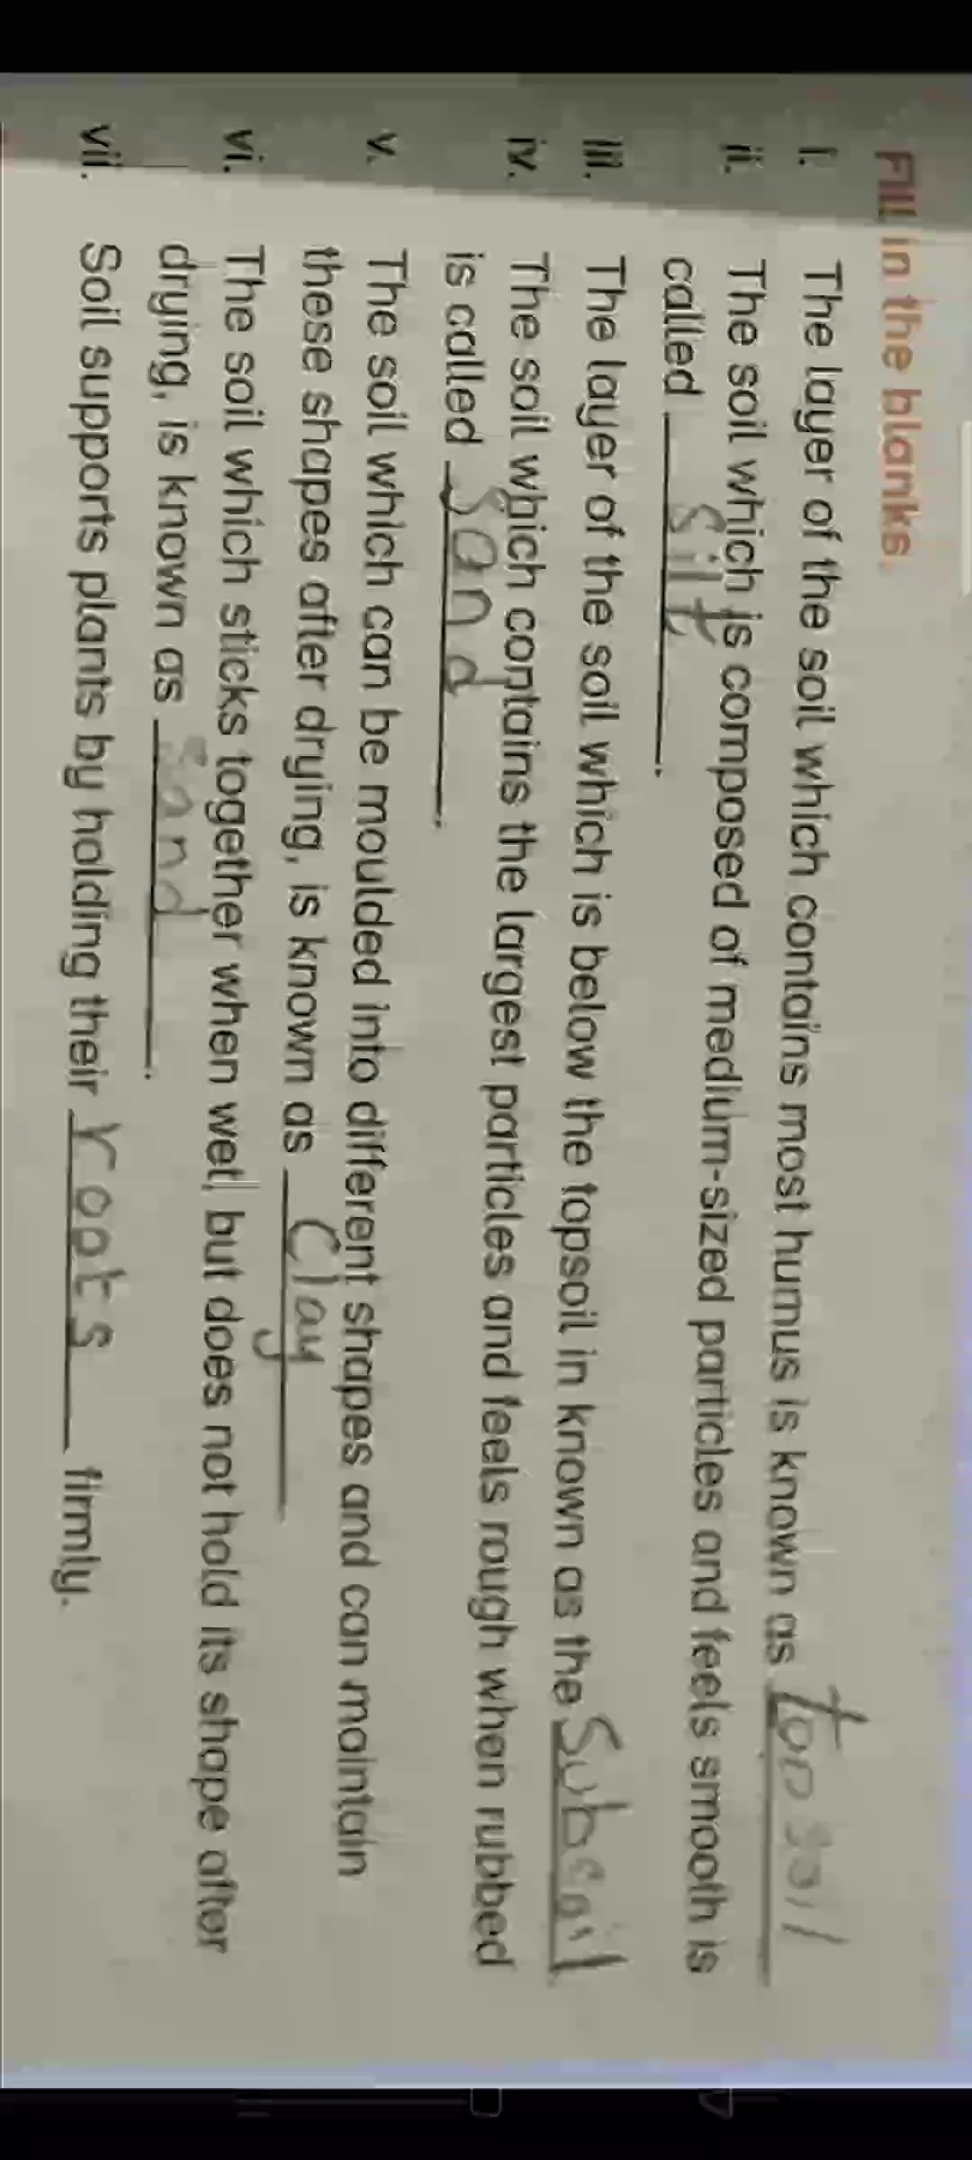 Fill in the blanks.
i. The layer of the soil which contains most humus is known as topsoil
ii. The soil which is composed of medium-sized particles and feels smooth is
called silt.
iii. The layer of the soil which is below the topsoil in known as the Subsoil
iv. The soil which contains the largest particles and feels rough when rubbed
is called Sand.
v. The soil which can be moulded into different shapes and can maintain
these shapes after drying, is known as Clay
vi. The soil which sticks together when wet, but does not hold its shape after
drying, is known as Sand.
vii. Soil supports plants by holding their roots firmly.